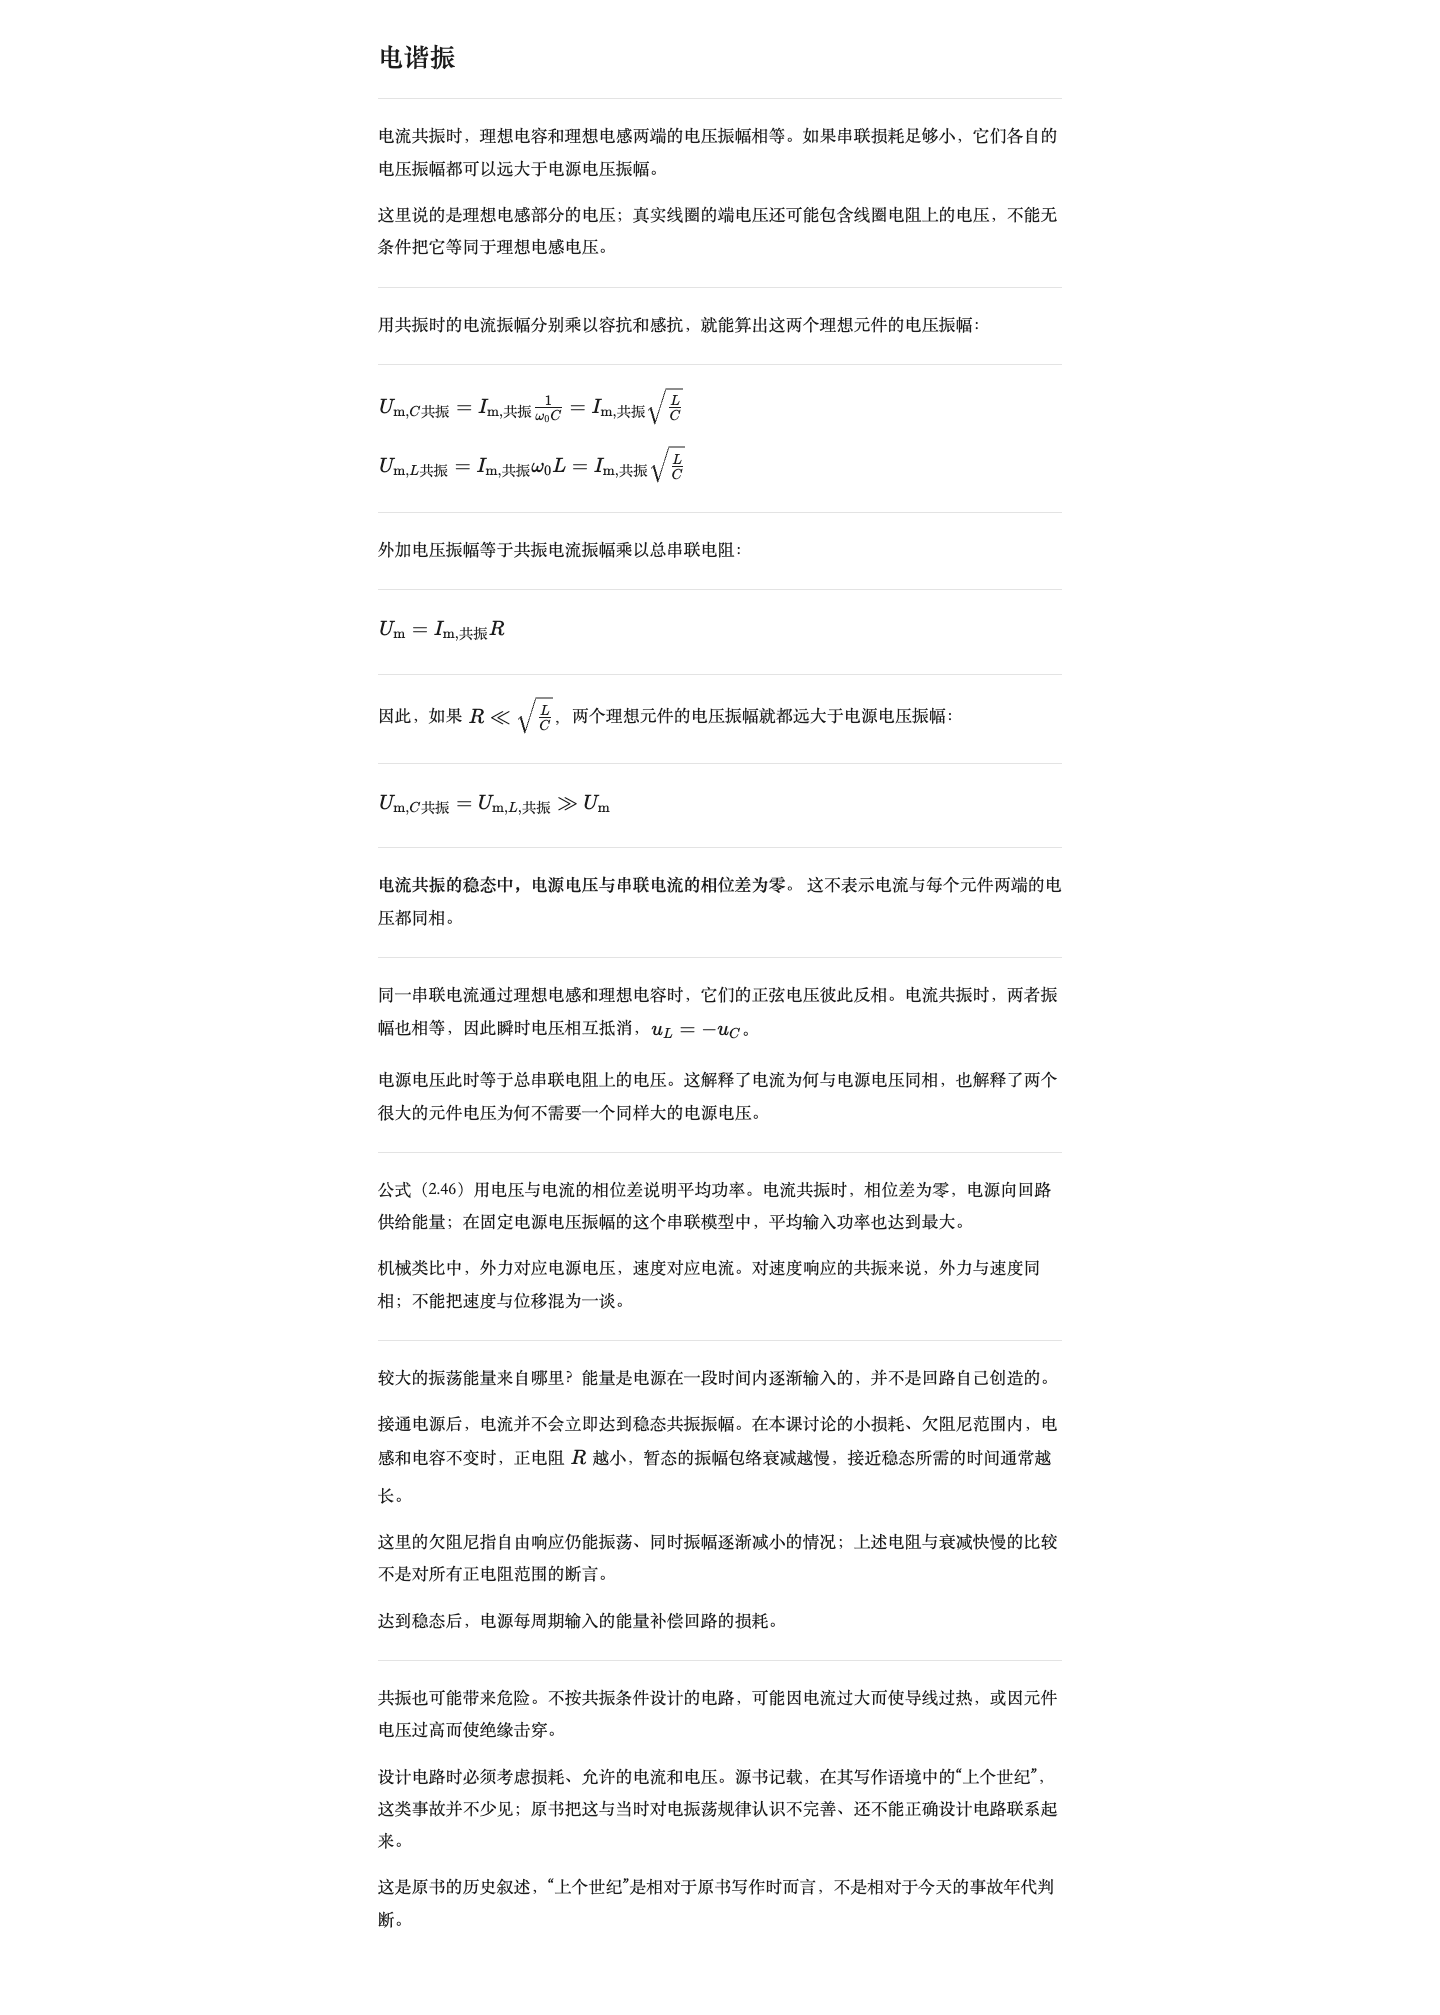 电谐振
电流共振时，理想电容和理想电感两端的电压振幅相等。如果串联损耗足够小，它们各自的
电压振幅都可以远大于电源电压振幅。
这里说的是理想电感部分的电压；真实线圈的端电压还可能包含线圈电阻上的电压，不能无
条件把它等同于理想电感电压。
用共振时的电流振幅分别乘以容抗和感抗，就能算出这两个理想元件的电压振幅：
$U_{\mathrm{m},C共振} = I_{\mathrm{m},共振}\frac{1}{\omega_0 C} = I_{\mathrm{m},共振}\sqrt{\frac{L}{C}}$
$U_{\mathrm{m},L共振} = I_{\mathrm{m},共振}\omega_0 L = I_{\mathrm{m},共振}\sqrt{\frac{L}{C}}$
外加电压振幅等于共振电流振幅乘以总串联电阻：
$U_{\mathrm{m}} = I_{\mathrm{m},共振}R$
因此，如果 $R \ll \sqrt{\frac{L}{C}}$，两个理想元件的电压振幅就都远大于电源电压振幅：
$U_{\mathrm{m},C共振} = U_{\mathrm{m},L,共振} \gg U_{\mathrm{m}}$
电流共振的稳态中，电源电压与串联电流的相位差为零。 这不表示电流与每个元件两端的电
压都同相。
同一串联电流通过理想电感和理想电容时，它们的正弦电压彼此反相。电流共振时，两者振
幅也相等，因此瞬时电压相互抵消，$u_L = -u_C$。
电源电压此时等于总串联电阻上的电压。这解释了电流为何与电源电压同相，也解释了两个
很大的元件电压为何不需要一个同样大的电源电压。
公式（2.46）用电压与电流的相位差说明平均功率。电流共振时，相位差为零，电源向回路
供给能量；在固定电源电压振幅的这个串联模型中，平均输入功率也达到最大。
机械类比中，外力对应电源电压，速度对应电流。对速度响应的共振来说，外力与速度同
相；不能把速度与位移混为一谈。
较大的振荡能量来自哪里？能量是电源在一段时间内逐渐输入的，并不是回路自己创造的。
接通电源后，电流并不会立即达到稳态共振振幅。在本课讨论的小损耗、欠阻尼范围内，电
感和电容不变时，正电阻 $R$ 越小，暂态的振幅包络衰减越慢，接近稳态所需的时间通常越
长。
这里的欠阻尼指自由响应仍能振荡、同时振幅逐渐减小的情况；上述电阻与衰减快慢的比较
不是对所有正电阻范围的断言。
达到稳态后，电源每周期输入的能量补偿回路的损耗。
共振也可能带来危险。不按共振条件设计的电路，可能因电流过大而使导线过热，或因元件
电压过高而使绝缘击穿。
设计电路时必须考虑损耗、允许的电流和电压。源书记载，在其写作语境中的“上个世纪”，
这类事故并不少见；原书把这与当时对电振荡规律认识不完善、还不能正确设计电路联系起
来。
这是原书的历史叙述，“上个世纪”是相对于原书写作时而言，不是相对于今天的事故年代判
断。